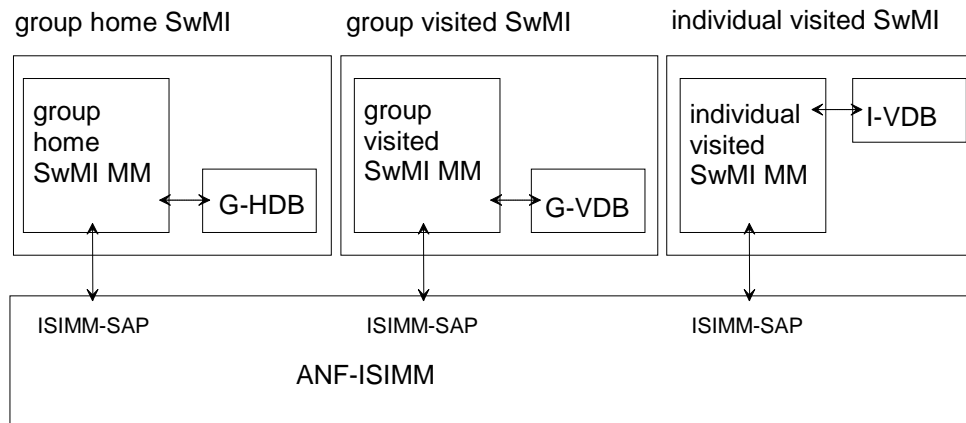 group home SwMI
group visited SwMI
individual visited SwMI
group
home
SwMI MM
G-HDB
group
visited
SwMI MM
G-VDB
individual
visited
SwMI MM
I-VDB
ISIMM-SAP
ISIMM-SAP
ISIMM-SAP
ANF-ISIMM